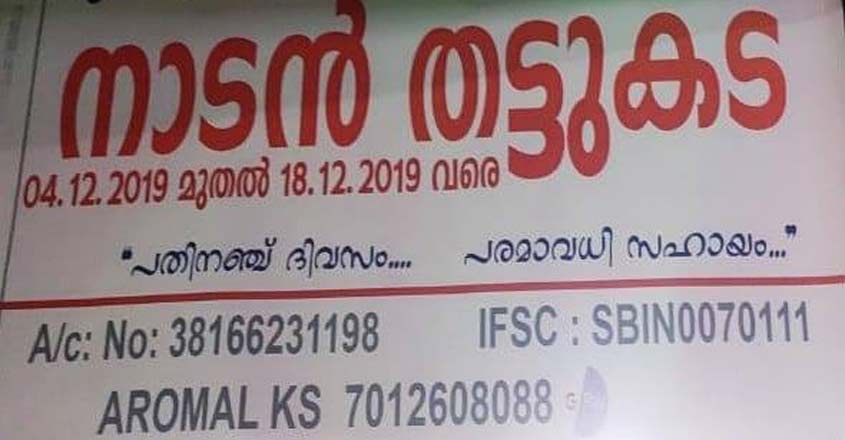 നാടൻ തട്ടുകട
04.12.2019 മുതൽ 18.12.2019 വരെ
"പതിനഞ്ച് ദിവസം.... പരമാവധി സഹായം..."
A/c: No: 38166231198 IFSC : SBIN0070111
AROMAL KS 7012608088